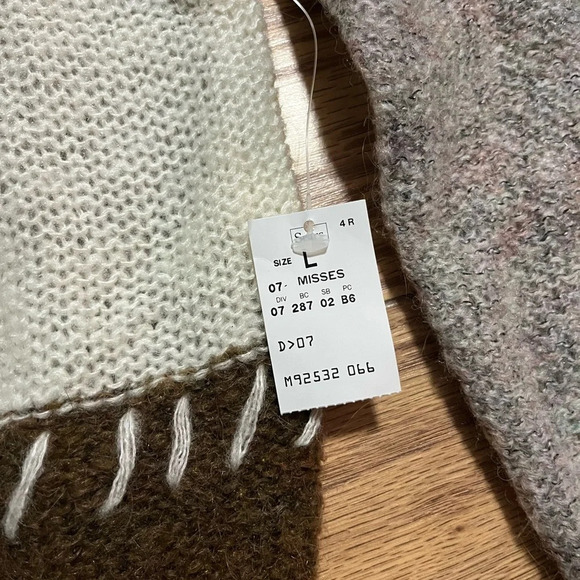 4 R
SIZE L
07- MISSES
DIV BC SB PC
07 287 02 B6
D>07
M92532 066